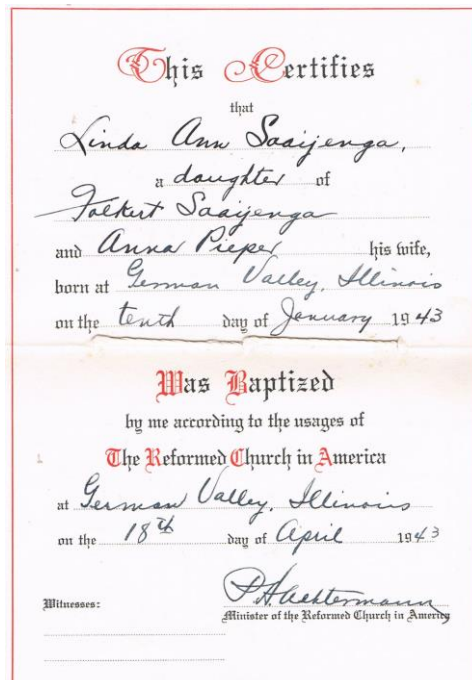 This Certifies
that
Linda Ann Saaijenga,
a daughter of
Folkert Saaijenga
and Anna Pieper his wife,
born at German Valley, Illinois
on the tenth day of January 1943
Was Baptized
by me according to the usages of
The Reformed Church in America
at German Valley, Illinois
on the 18th day of April 1943
P. H. Achtermann
Witnesses:
Minister of the Reformed Church in America